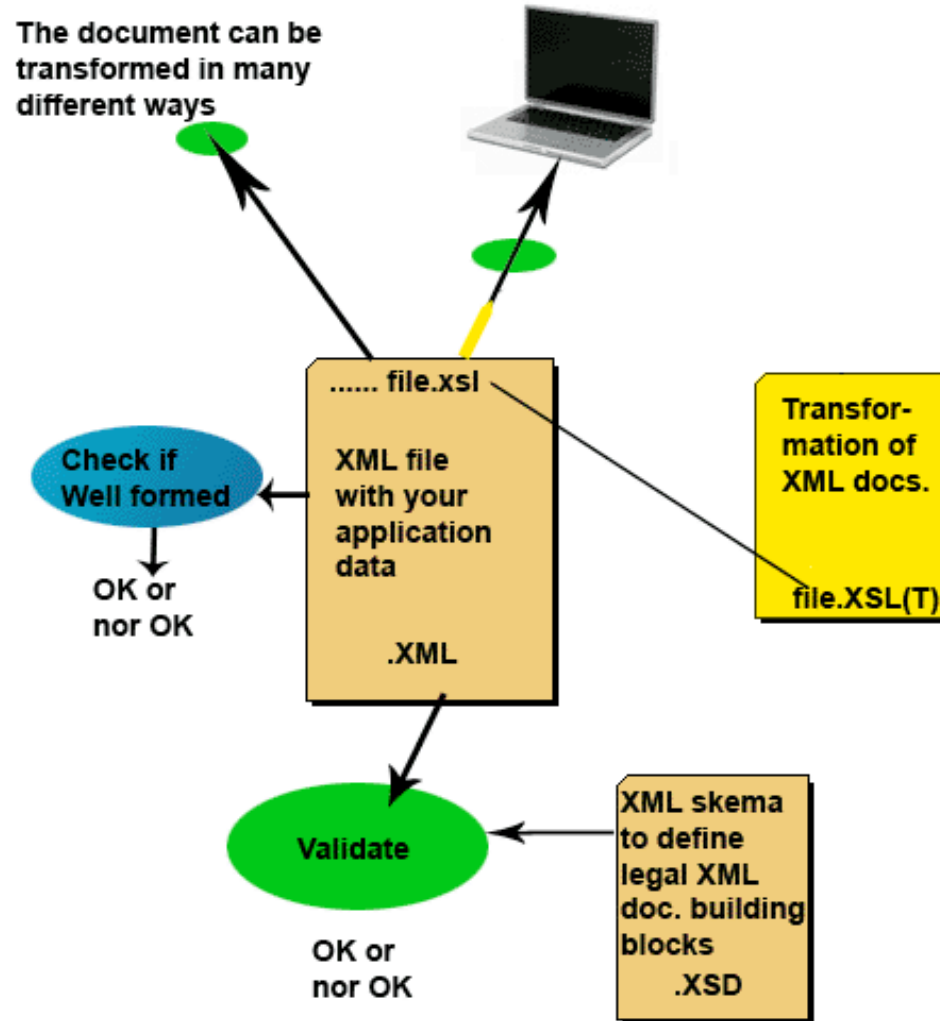 The document can be
transformed in many
different ways
...... file.xsl
XML file
with your
application
data
.XML
Transfor-
mation of
XML docs.
file.XSL(T)
Check if
Well formed
OK or
nor OK
Validate
OK or
nor OK
XML skema
to define
legal XML
doc. building
blocks
.XSD